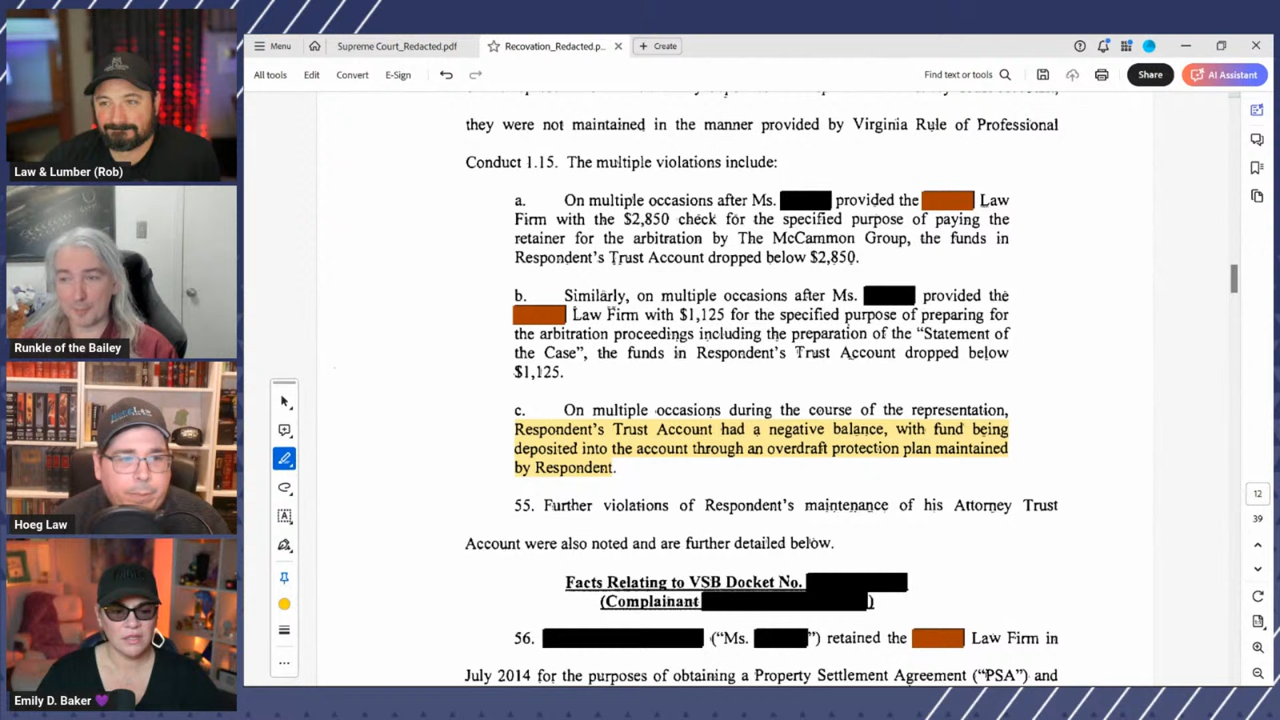 Law & Lumber (Rob)
Runkle of the Bailey
HOEG LAW
Hoeg Law
Emily D. Baker 💜
Menu
Supreme Court_Redacted.pdf
Recovation_Redacted.p...
Create
All tools
Edit
Convert
E-Sign
Find text or tools
Share
AI Assistant
they were not maintained in the manner provided by Virginia Rule of Professional
Conduct 1.15. The multiple violations include:
a. On multiple occasions after Ms. provided the Law
Firm with the $2,850 check for the specified purpose of paying the
retainer for the arbitration by The McCammon Group, the funds in
Respondent's Trust Account dropped below $2,850.
b. Similarly, on multiple occasions after Ms. provided the
Law Firm with $1,125 for the specified purpose of preparing for
the arbitration proceedings including the preparation of the "Statement of
the Case", the funds in Respondent's Trust Account dropped below
$1,125.
c. On multiple occasions during the course of the representation,
Respondent's Trust Account had a negative balance, with fund being
deposited into the account through an overdraft protection plan maintained
by Respondent.
55. Further violations of Respondent's maintenance of his Attorney Trust
Account were also noted and are further detailed below.
Facts Relating to VSB Docket No.
(Complainant )
56. ("Ms. ") retained the Law Firm in
July 2014 for the purposes of obtaining a Property Settlement Agreement ("PSA") and
12
39